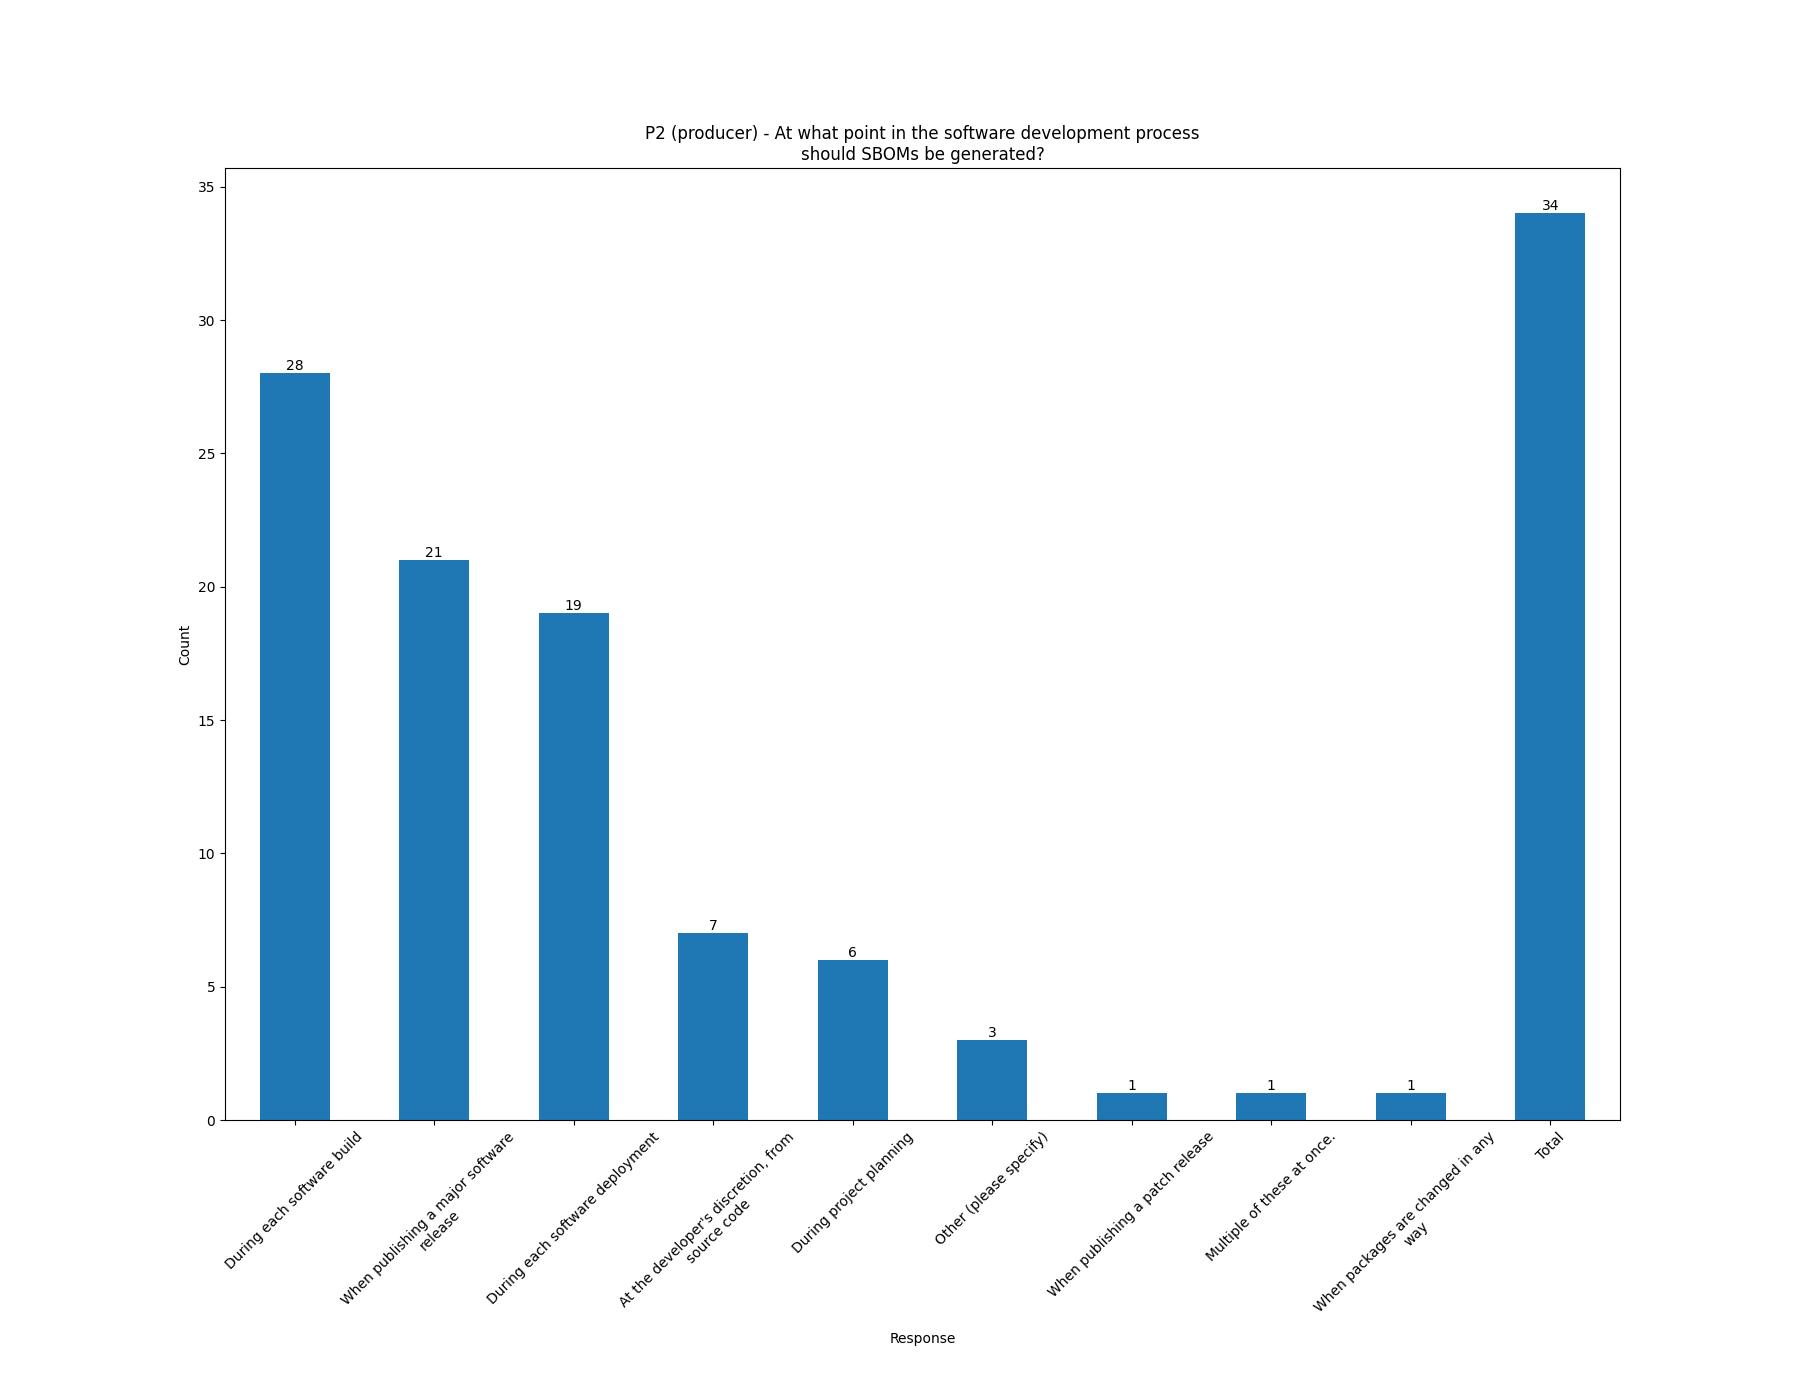 P2 (producer) - At what point in the software development process
should SBOMs be generated?
35
30
25
20
15
10
5
0
Count
28
21
19
7
6
3
1
1
1
34
During each software build
When publishing a major software
release
During each software deployment
At the developer's discretion, from
source code
During project planning
Other (please specify)
When publishing a patch release
Multiple of these at once.
When packages are changed in any
way
Total
Response